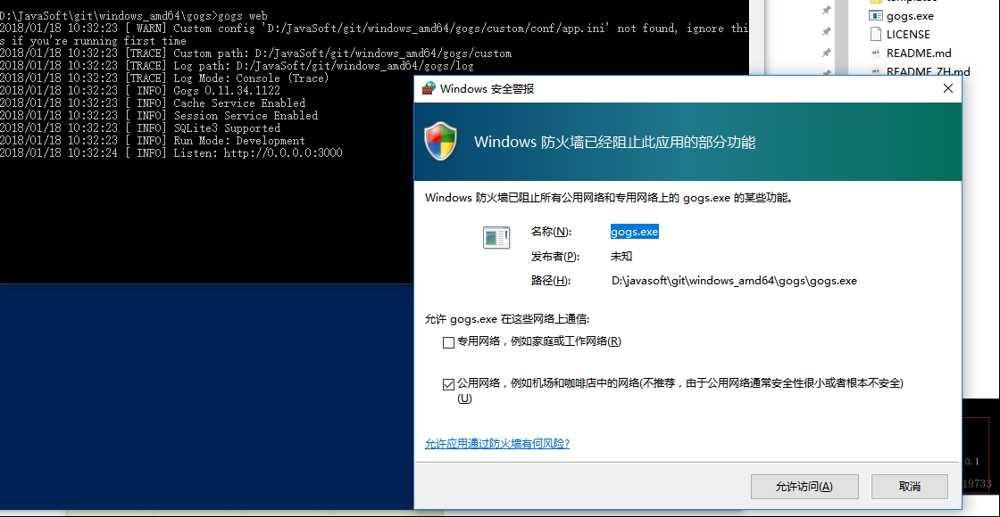 D:\JavaSoft\git\windows_amd64\gogs>gogs web
2018/01/18 10:32:23 [ WARN] Custom config 'D:/JavaSoft/git/windows_amd64/gogs/custom/conf/app.ini' not found, ignore thi
s if you're running first time
2018/01/18 10:32:23 [TRACE] Custom path: D:/JavaSoft/git/windows_amd64/gogs/custom
2018/01/18 10:32:23 [TRACE] Log path: D:/JavaSoft/git/windows_amd64/gogs/log
2018/01/18 10:32:23 [TRACE] Log Mode: Console (Trace)
2018/01/18 10:32:23 [ INFO] Gogs 0.11.34.1122
2018/01/18 10:32:23 [ INFO] Cache Service Enabled
2018/01/18 10:32:23 [ INFO] Session Service Enabled
2018/01/18 10:32:23 [ INFO] SQLite3 Supported
2018/01/18 10:32:23 [ INFO] Run Mode: Development
2018/01/18 10:32:24 [ INFO] Listen: http://0.0.0.0:3000
templates
gogs.exe
LICENSE
README.md
README_ZH.md
Windows 安全警报
Windows 防火墙已经阻止此应用的部分功能
Windows 防火墙已阻止所有公用网络和专用网络上的 gogs.exe 的某些功能。
名称(N): gogs.exe
发布者(P): 未知
路径(H): D:\javasoft\git\windows_amd64\gogs\gogs.exe
允许 gogs.exe 在这些网络上通信:
专用网络，例如家庭或工作网络(R)
公用网络，例如机场和咖啡店中的网络(不推荐，由于公用网络通常安全性很小或者根本不安全)
(U)
允许应用通过防火墙有何风险?
允许访问(A) 取消
0.1
19733